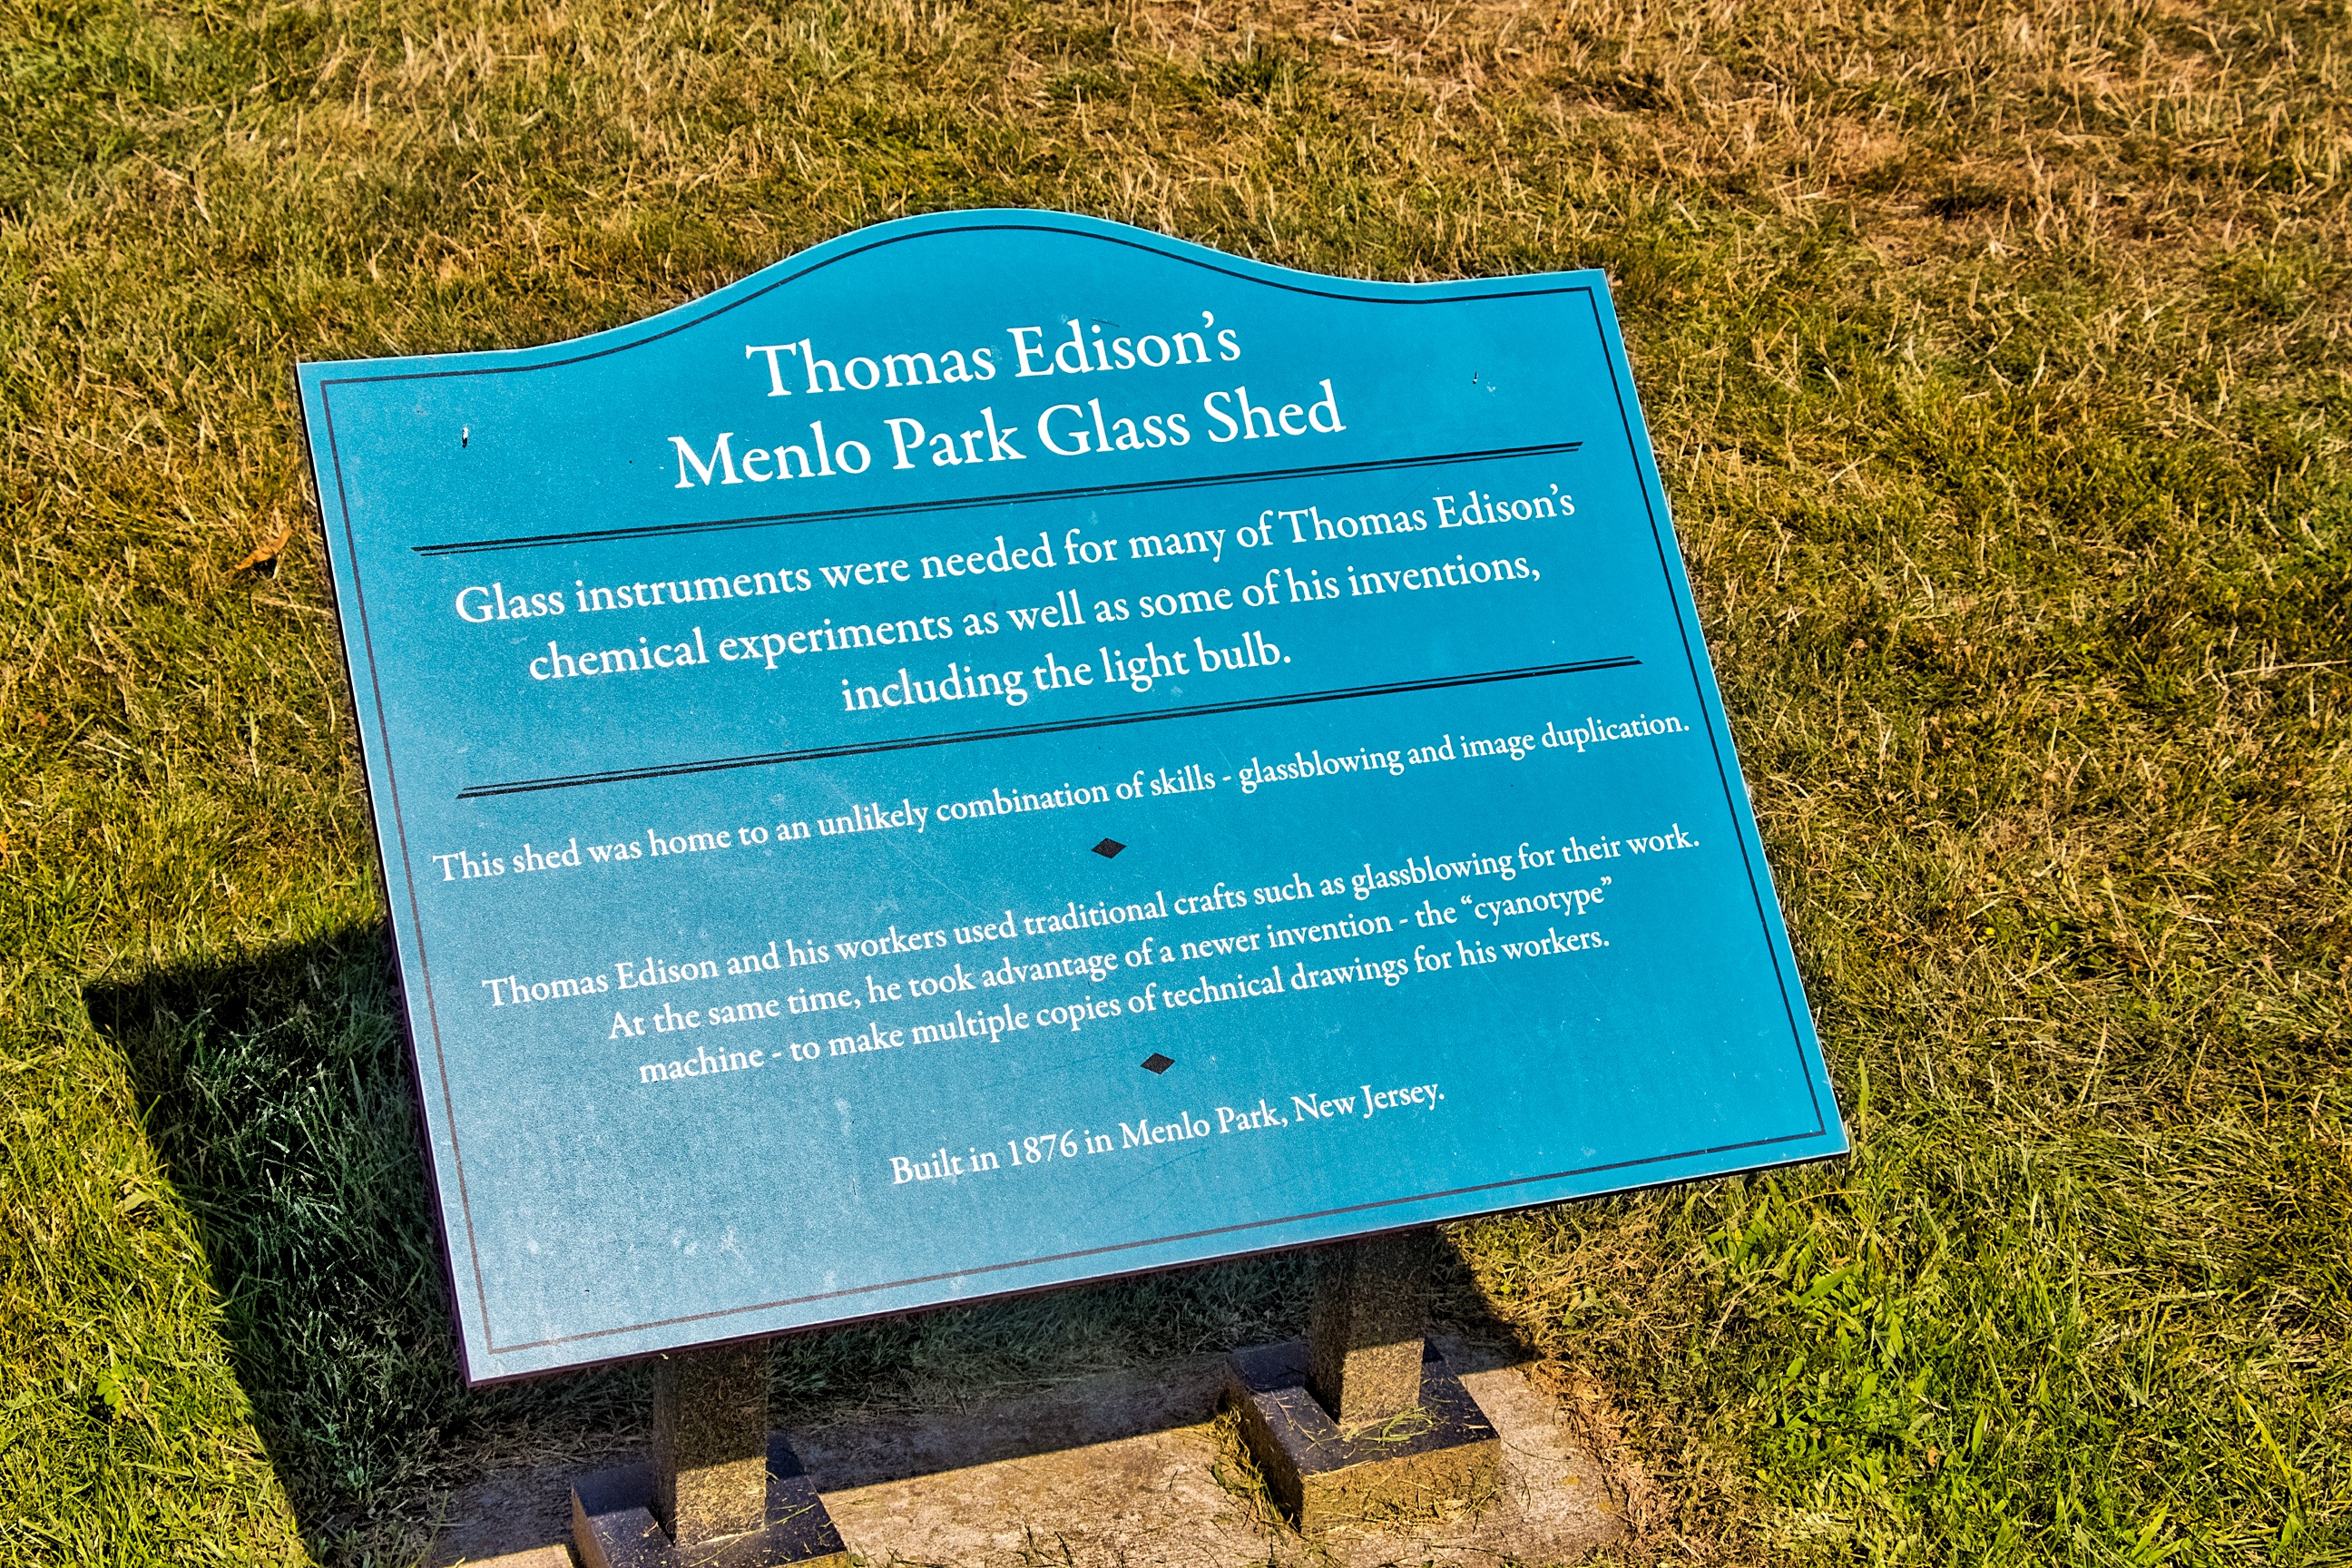 Thomas Edison’s
Menlo Park Glass Shed
Glass instruments were needed for many of Thomas Edison’s
chemical experiments as well as some of his inventions,
including the light bulb.
This shed was home to an unlikely combination of skills - glassblowing and image duplication.
Thomas Edison and his workers used traditional crafts such as glassblowing for their work.
At the same time, he took advantage of a newer invention - the “cyanotype”
machine - to make multiple copies of technical drawings for his workers.
Built in 1876 in Menlo Park, New Jersey.